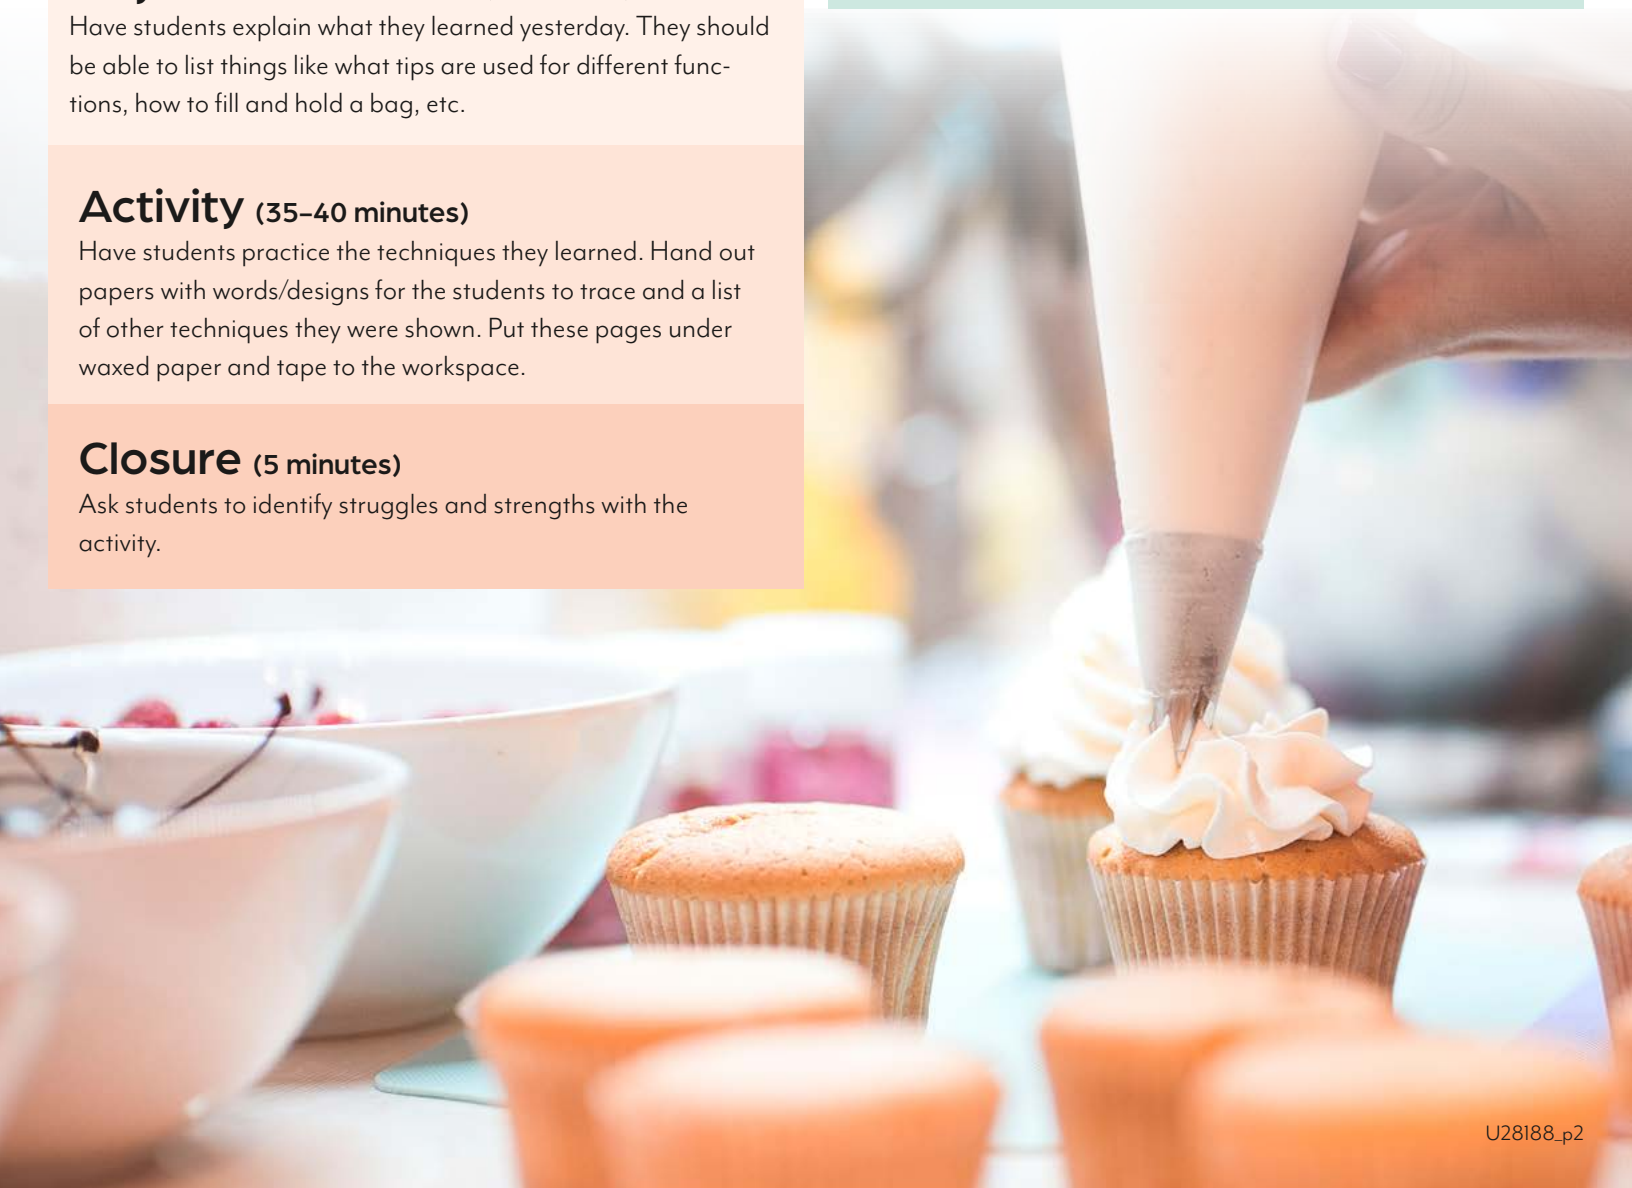 Have students explain what they learned yesterday. They should
be able to list things like what tips are used for different func-
tions, how to fill and hold a bag, etc.
Activity (35–40 minutes)
Have students practice the techniques they learned. Hand out
papers with words/designs for the students to trace and a list
of other techniques they were shown. Put these pages under
waxed paper and tape to the workspace.
Closure (5 minutes)
Ask students to identify struggles and strengths with the
activity.
U28188_p2